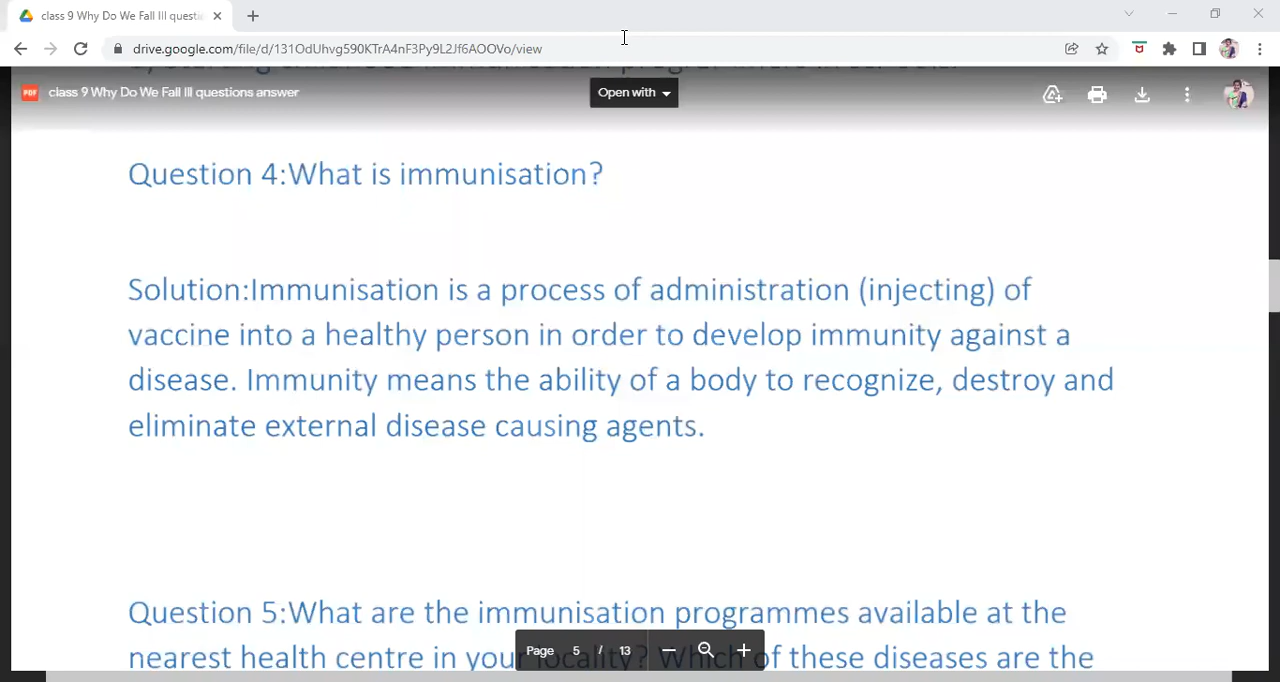 class 9 Why Do We Fall Ill questi
drive.google.com/file/d/131OdUhvg590KTrA4nF3Py9L2Jf6AOOVo/view
PDF
class 9 Why Do We Fall Ill questions answer
Open with
Question 4:What is immunisation?
Solution:Immunisation is a process of administration (injecting) of
vaccine into a healthy person in order to develop immunity against a
disease. Immunity means the ability of a body to recognize, destroy and
eliminate external disease causing agents.
Question 5:What are the immunisation programmes available at the
nearest health centre in your locality? Which of these diseases are the
Page 5 / 13